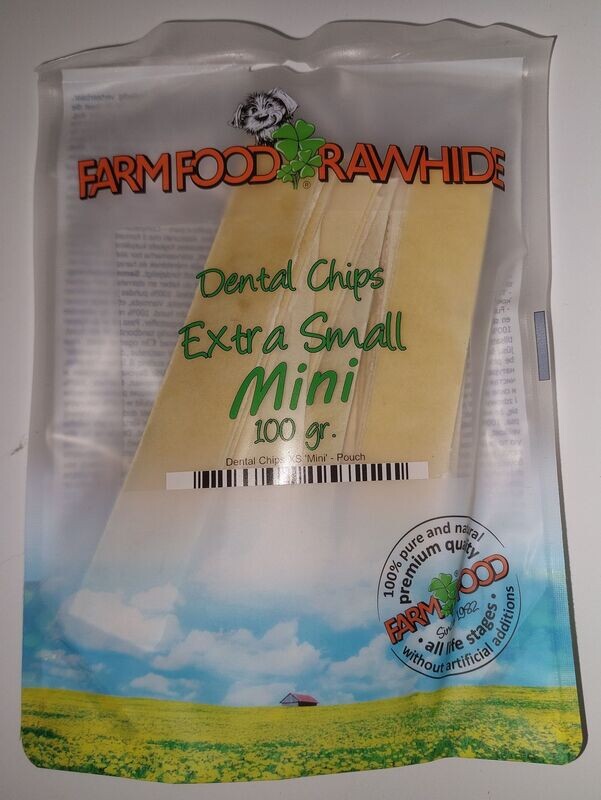 FARM FOOD RAWHIDE
®
Dental Chips
Extra Small
Mini
100 gr.
Dental Chips XS 'Mini' - Pouch
100% pure and natural
premium quality
FARM FOOD
Since 1982
• all life stages •
without artificial additions